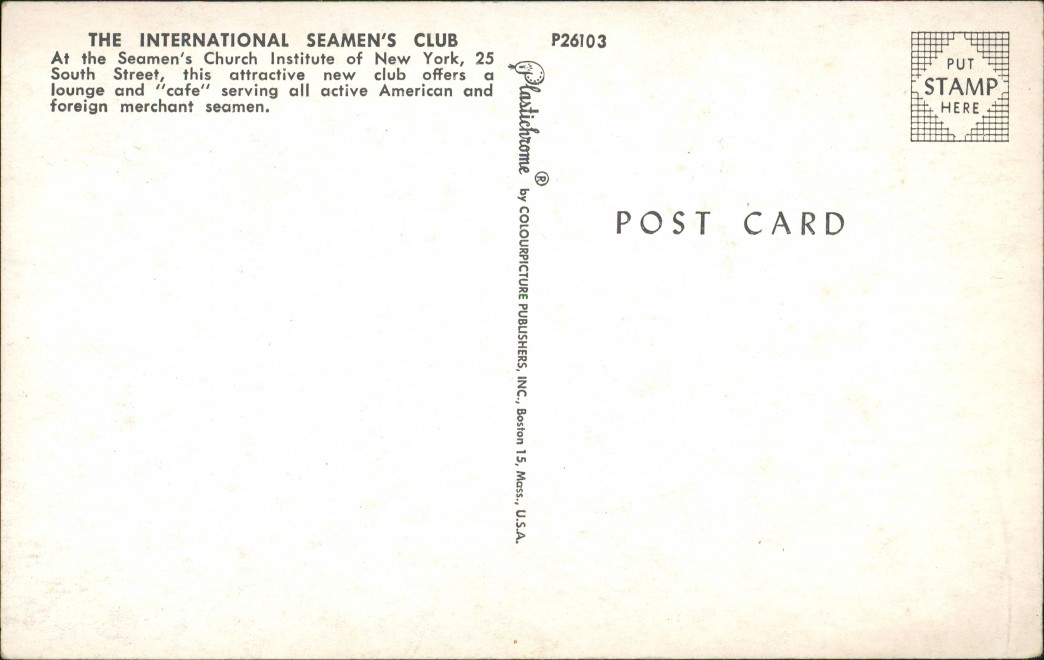 THE INTERNATIONAL SEAMEN'S CLUB
At the Seamen's Church Institute of New York, 25
South Street, this attractive new club offers a
lounge and "cafe" serving all active American and
foreign merchant seamen.
P26103
Plastichrome ® by COLOURPICTURE PUBLISHERS, INC., Boston 15, Mass., U.S.A.
PUT
STAMP
HERE
POST CARD